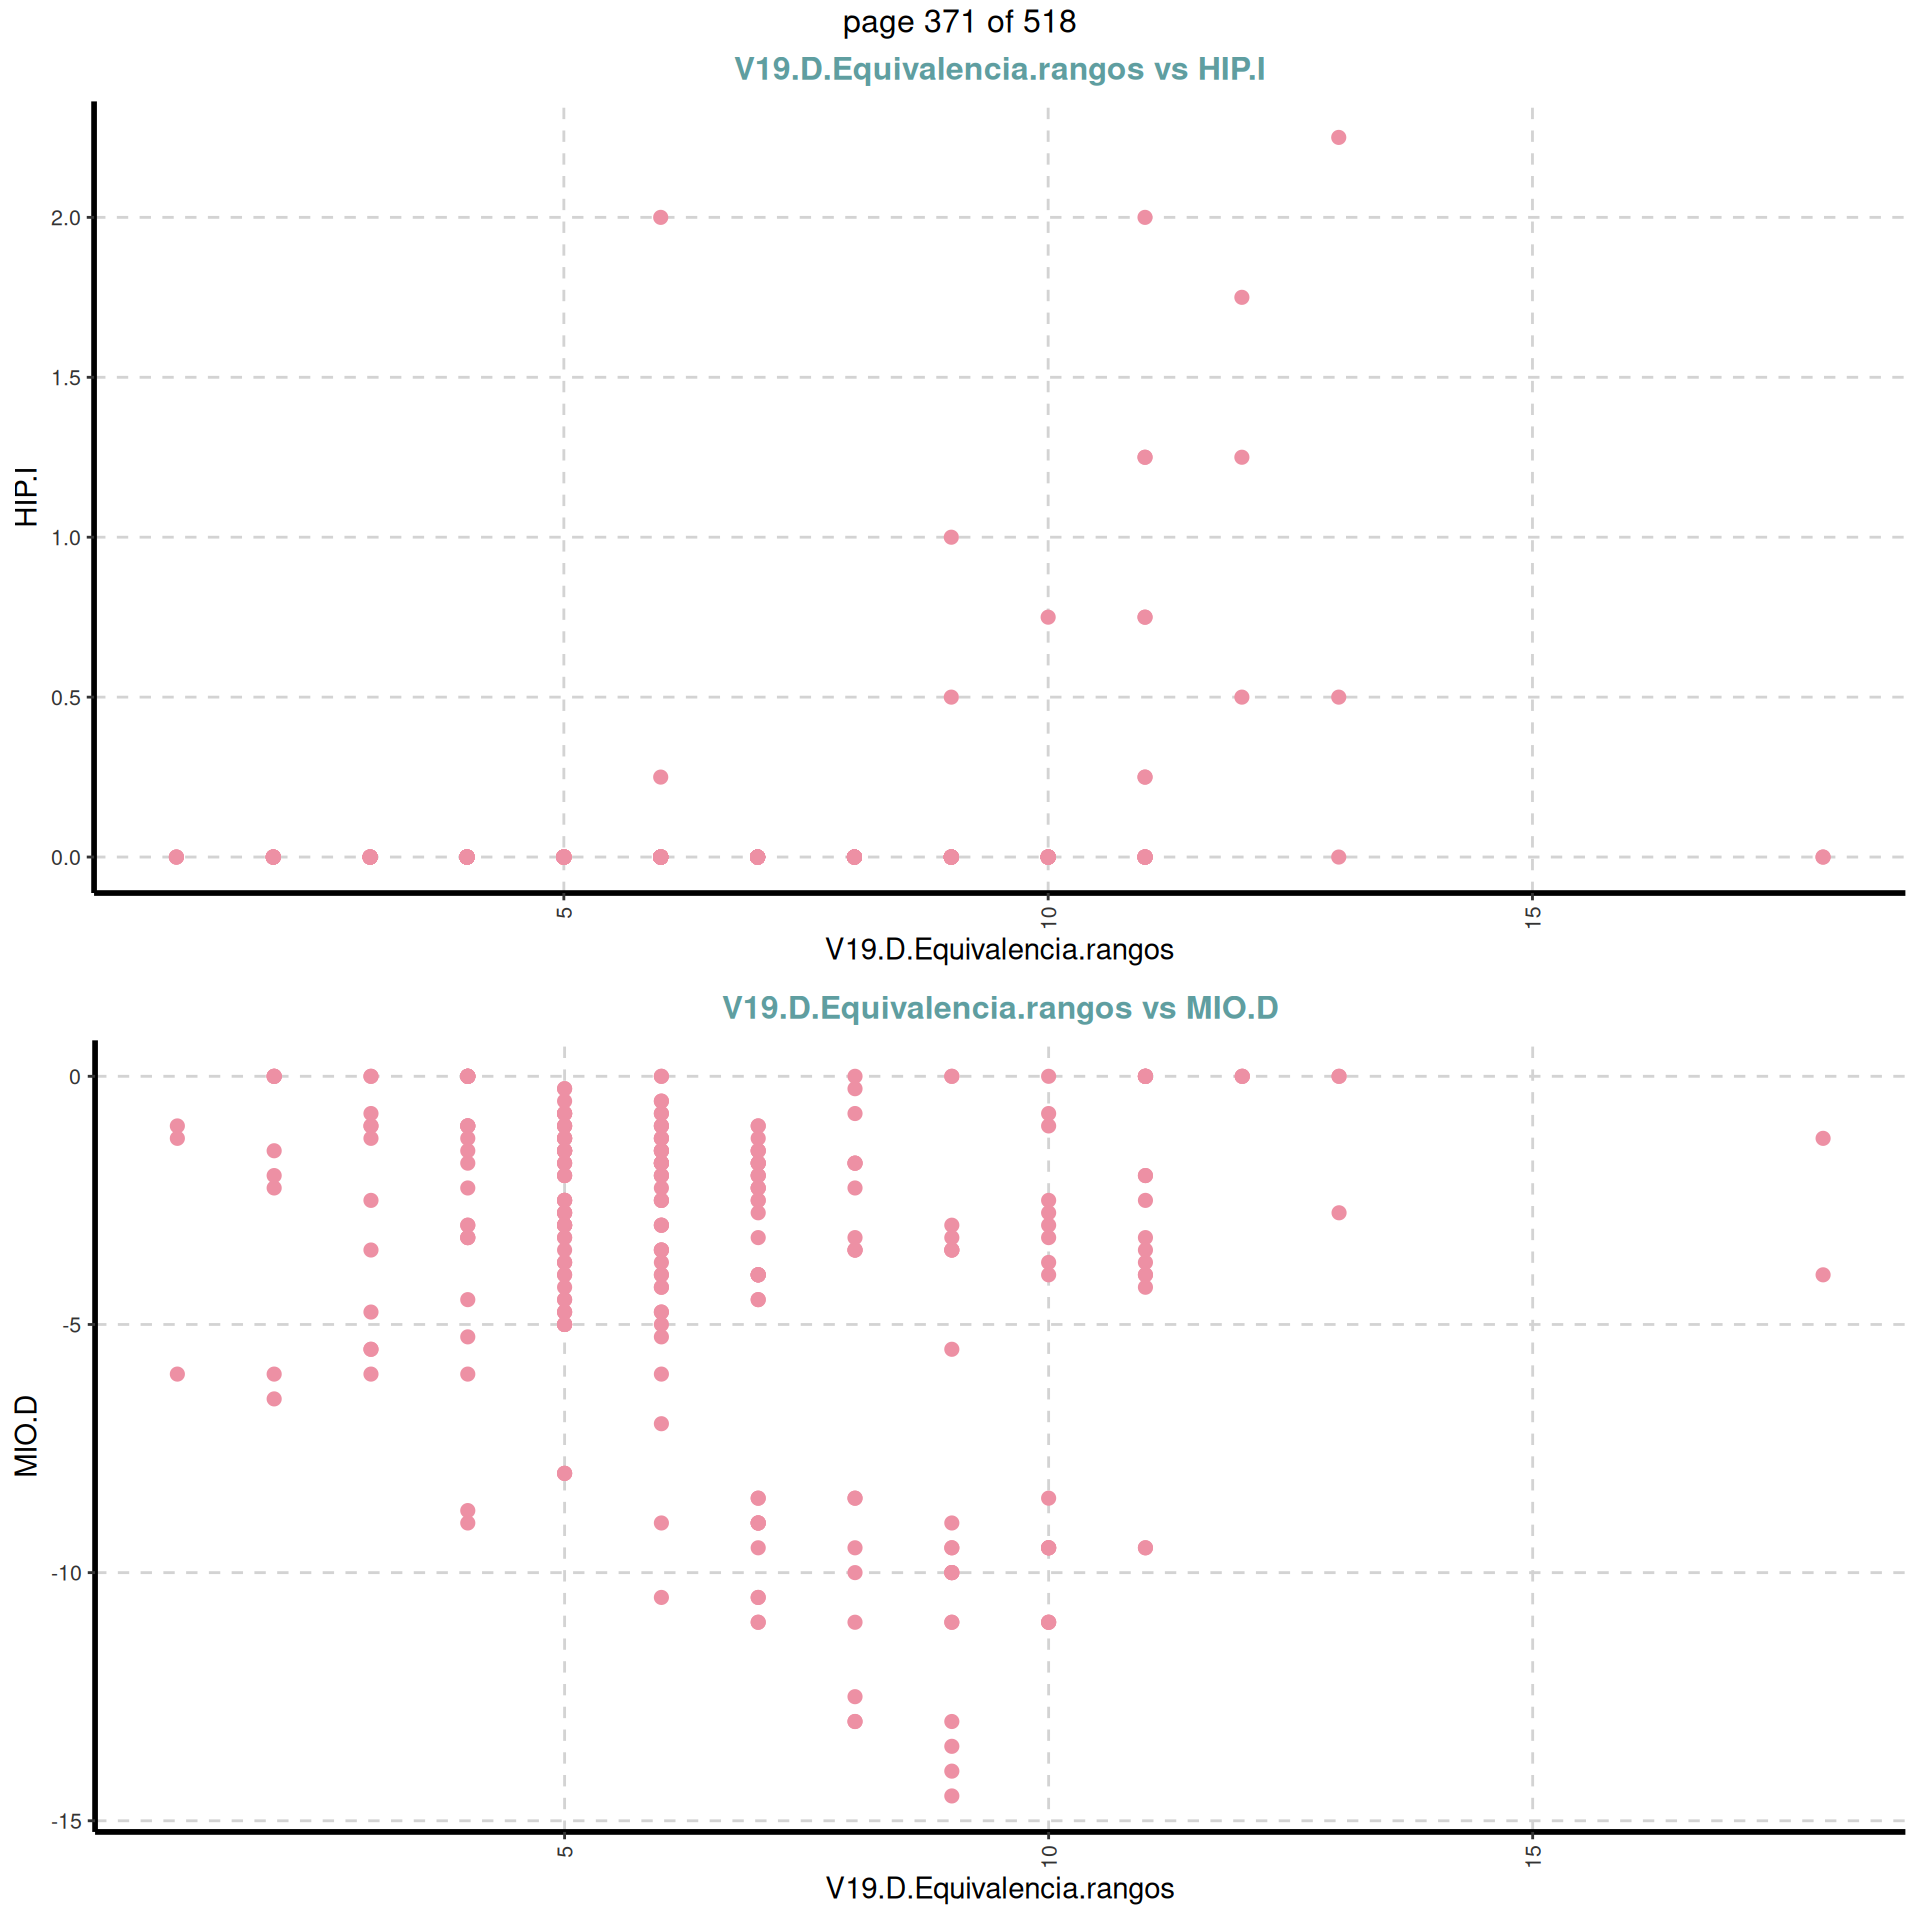 page 371 of 518
V19.D.Equivalencia.rangos vs HIP.I
HIP.I
2.0
1.5
1.0
0.5
0.0
5 10 15
V19.D.Equivalencia.rangos
V19.D.Equivalencia.rangos vs MIO.D
MIO.D
0
-5
-10
-15
5 10 15
V19.D.Equivalencia.rangos